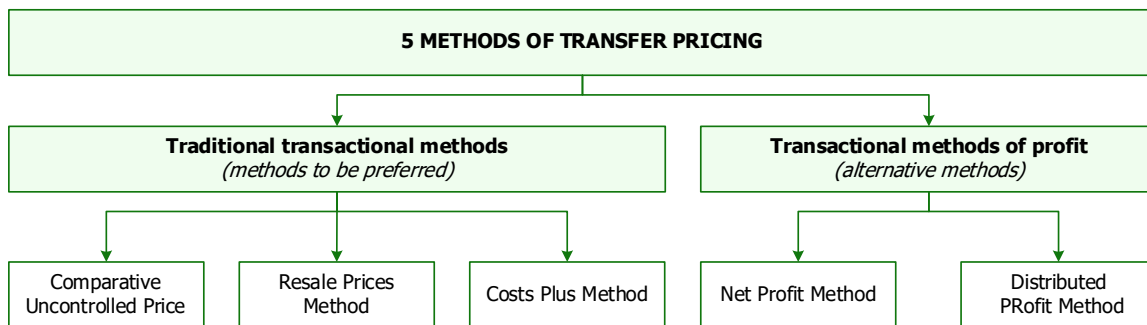 5 METHODS OF TRANSFER PRICING
Traditional transactional methods
(methods to be preferred)
Transactional methods of profit
(alternative methods)
Comparative
Uncontrolled Price
Resale Prices
Method
Costs Plus Method
Net Profit Method
Distributed
PRofit Method